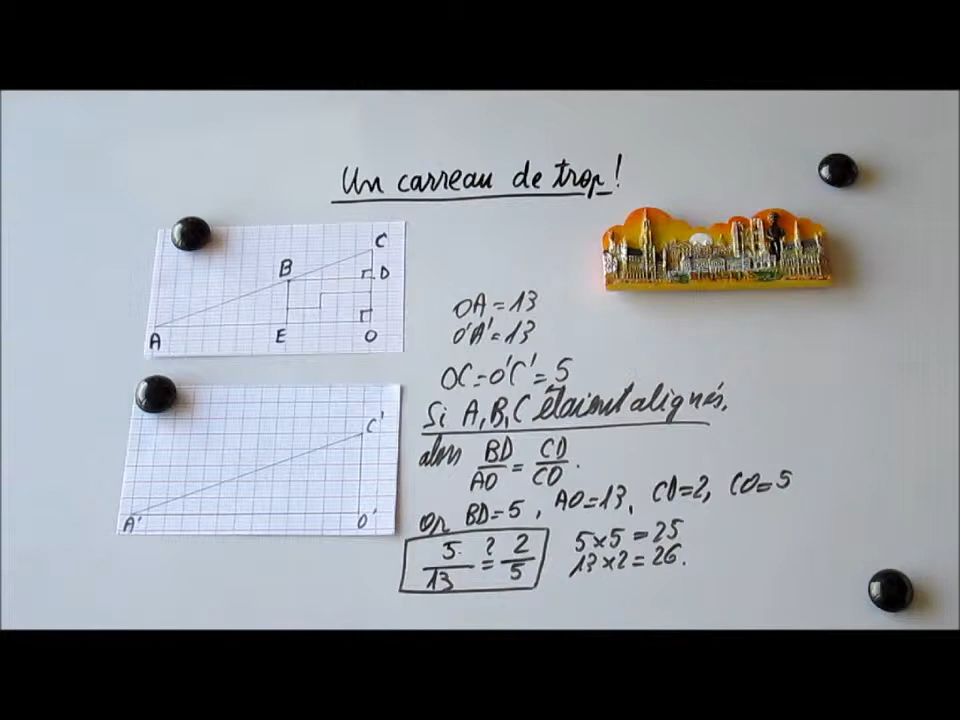 Un carreau de trop !
C
B
D
A
E
O
OA = 13
O'A' = 13
OC = O'C' = 5
Si A, B, C étaient alignés,
alors BD/AO = CD/CO.
Or BD = 5, AO = 13, CD = 2, CO = 5
5/13 ?= 2/5
5 × 5 = 25
13 × 2 = 26.
C'
A'
O'